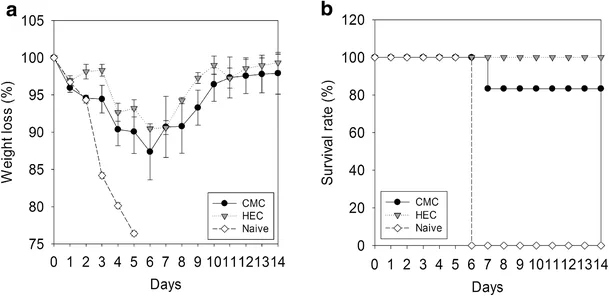 a
Weight loss (%)
105
100
95
90
85
80
75
0 1 2 3 4 5 6 7 8 9 10 11 12 13 14
Days
CMC
HEC
Naive
b
Survival rate (%)
120
100
80
60
40
20
0
0 1 2 3 4 5 6 7 8 9 10 11 12 13 14
Days
CMC
HEC
Naive